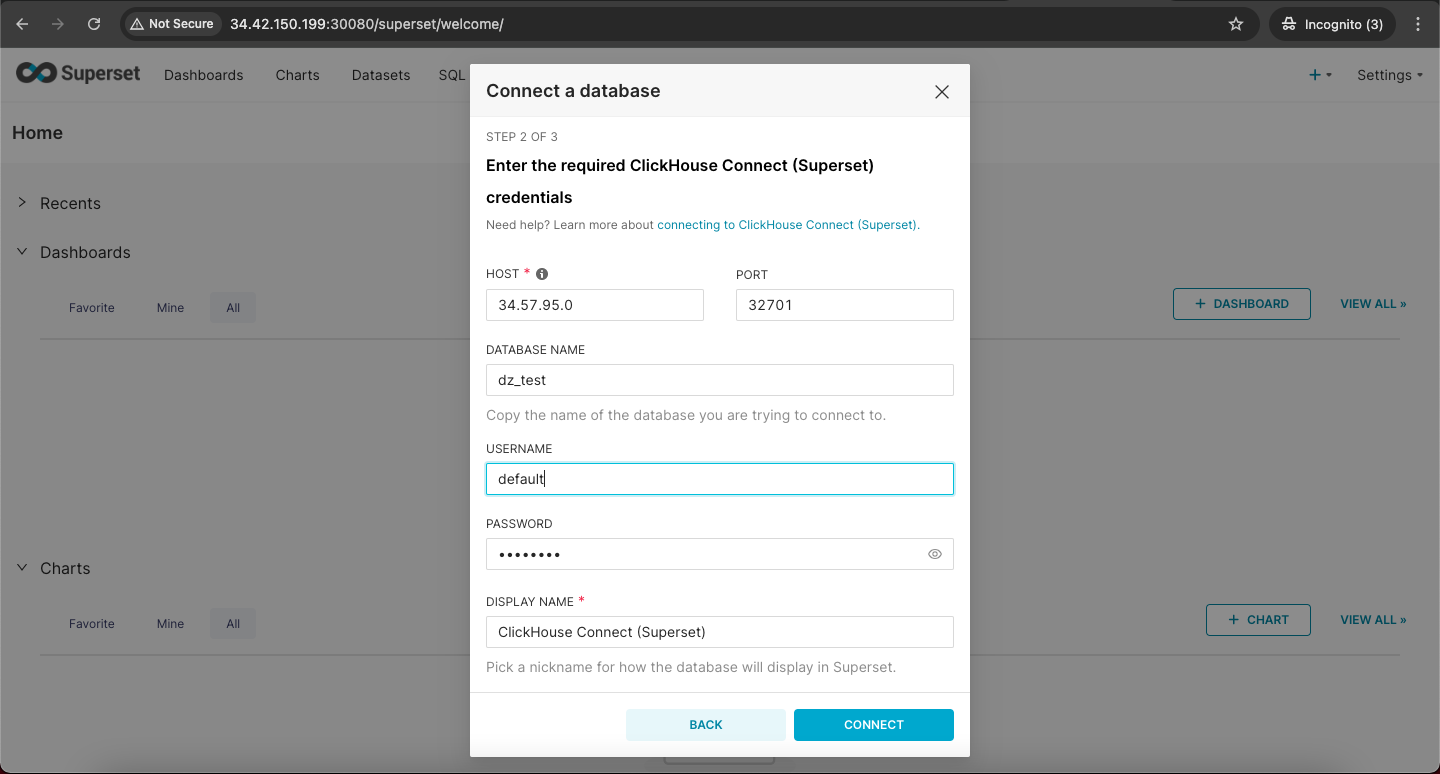 Not Secure 34.42.150.199:30080/superset/welcome/ Incognito (3)
Superset Dashboards Charts Datasets SQL + Settings
Home
Recents
Dashboards
Favorite Mine All + DASHBOARD VIEW ALL »
Charts
Favorite Mine All + CHART VIEW ALL »
Connect a database
STEP 2 OF 3
Enter the required ClickHouse Connect (Superset)
credentials
Need help? Learn more about connecting to ClickHouse Connect (Superset).
HOST * PORT
34.57.95.0 32701
DATABASE NAME
dz_test
Copy the name of the database you are trying to connect to.
USERNAME
default
PASSWORD
••••••••
DISPLAY NAME *
ClickHouse Connect (Superset)
Pick a nickname for how the database will display in Superset.
BACK CONNECT